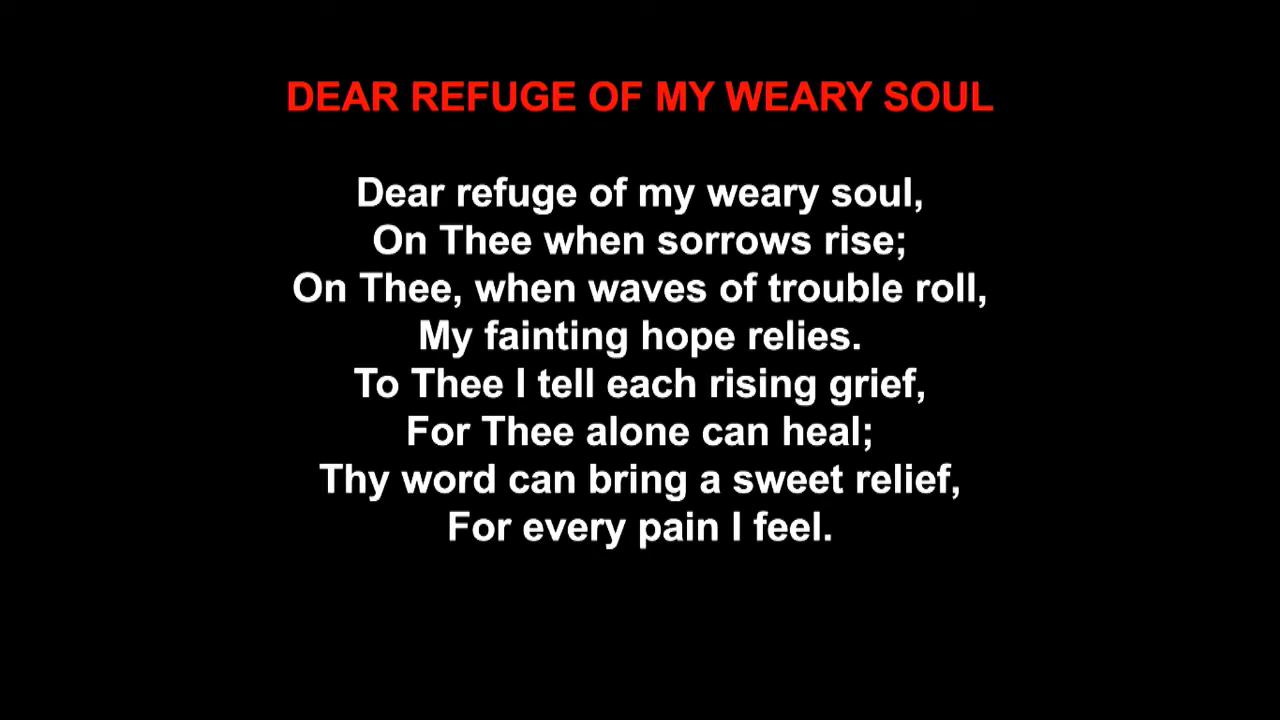 DEAR REFUGE OF MY WEARY SOUL
Dear refuge of my weary soul,
On Thee when sorrows rise;
On Thee, when waves of trouble roll,
My fainting hope relies.
To Thee I tell each rising grief,
For Thee alone can heal;
Thy word can bring a sweet relief,
For every pain I feel.